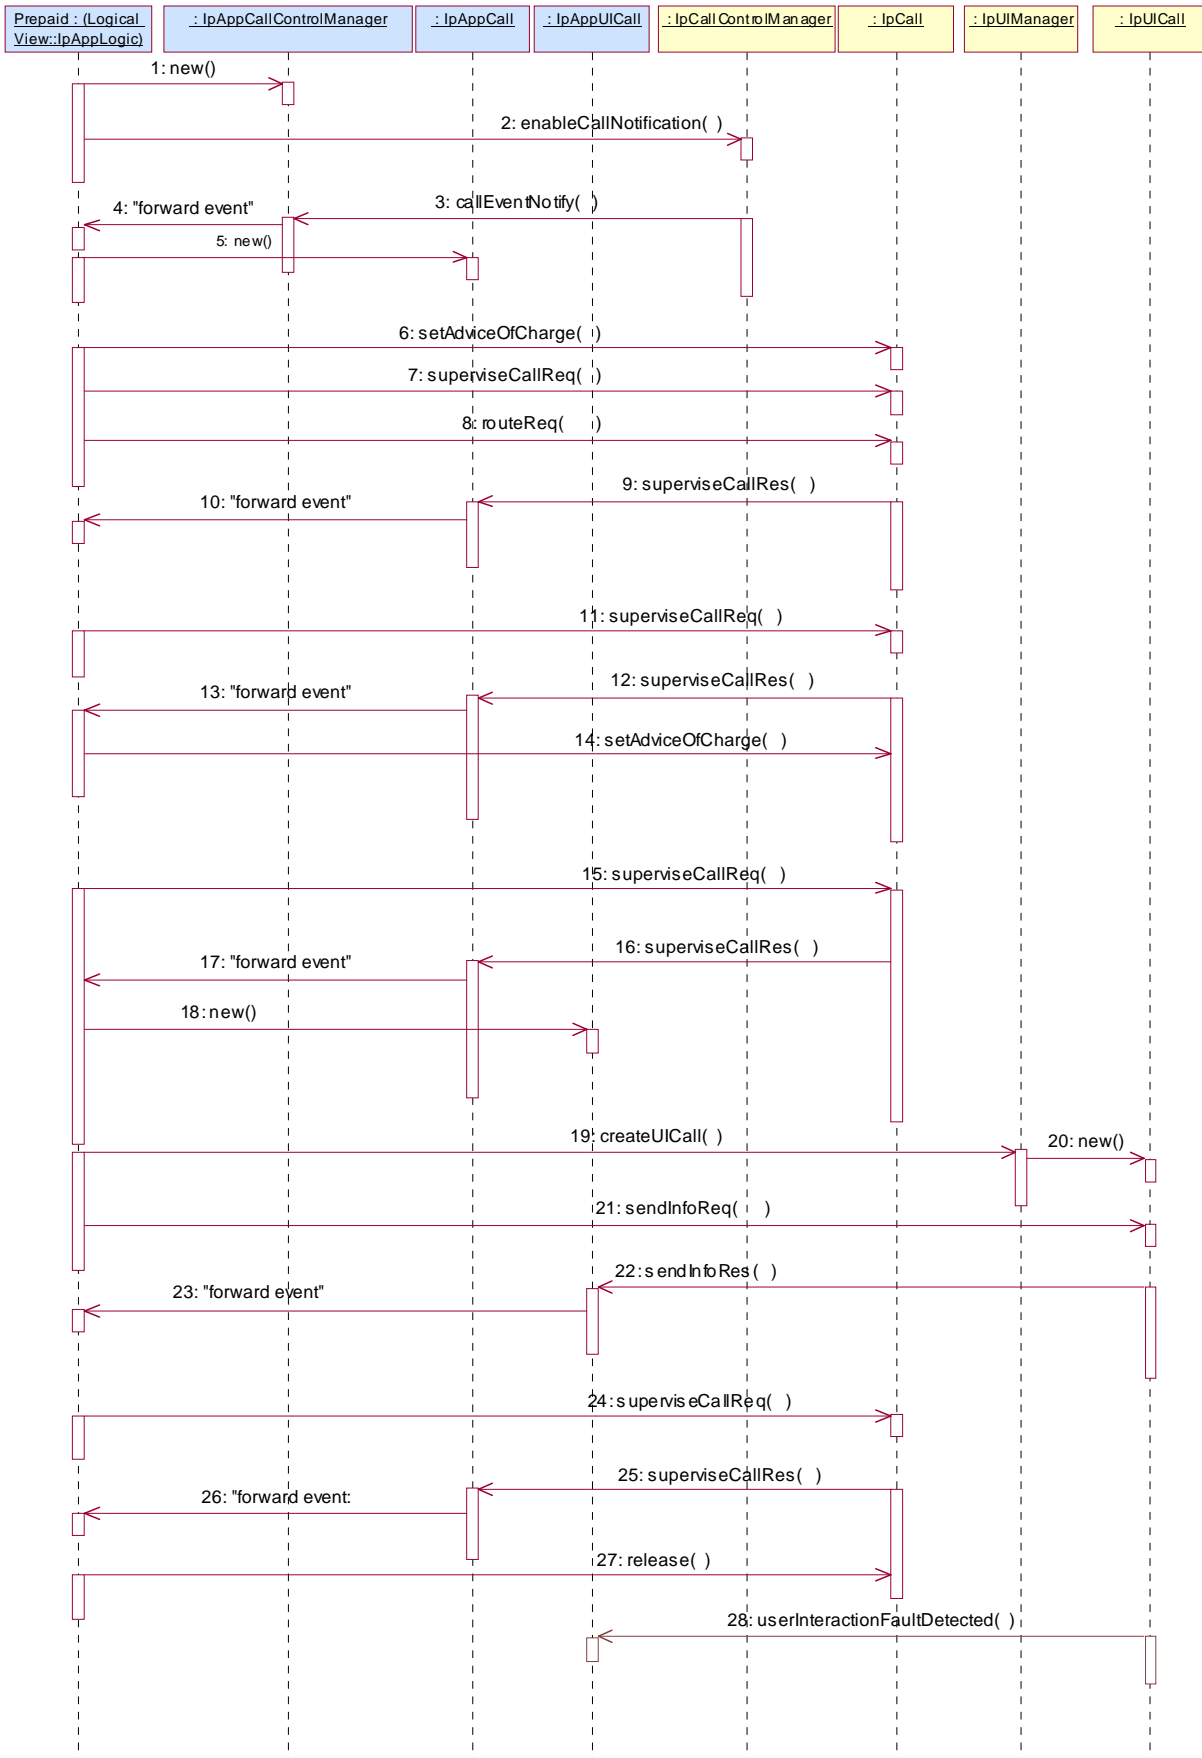 Prepaid : (Logical
View::IpAppLogic)
: IpAppCallControlManager
: IpAppCall
: IpAppUICall
: IpCallControlManager
: IpCall
: IpUIManager
: IpUICall
1: new()
2: enableCallNotification( )
3: callEventNotify( )
4: "forward event"
5: new()
6: setAdviceOfCharge( )
7: superviseCallReq( )
8: routeReq( )
9: superviseCallRes( )
10: "forward event"
11: superviseCallReq( )
12: superviseCallRes( )
13: "forward event"
14: setAdviceOfCharge( )
15: superviseCallReq( )
16: superviseCallRes( )
17: "forward event"
18: new()
19: createUICall( )
20: new()
21: sendInfoReq( )
22: sendInfoRes( )
23: "forward event"
24: superviseCallReq( )
25: superviseCallRes( )
26: "forward event:
27: release( )
28: userInteractionFaultDetected( )